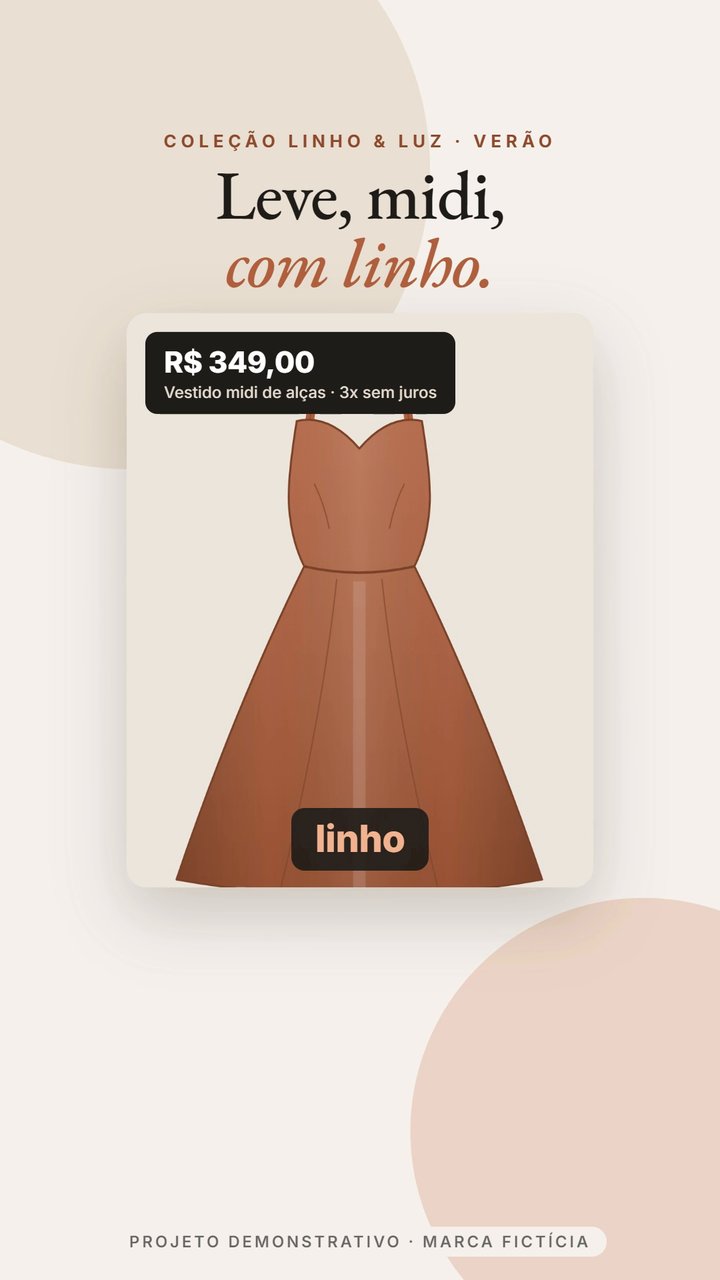 COLEÇÃO LINHO & LUZ · VERÃO
Leve, midi,
com linho.
R$ 349,00
Vestido midi de alças · 3x sem juros
linho
PROJETO DEMONSTRATIVO · MARCA FICTÍCIA